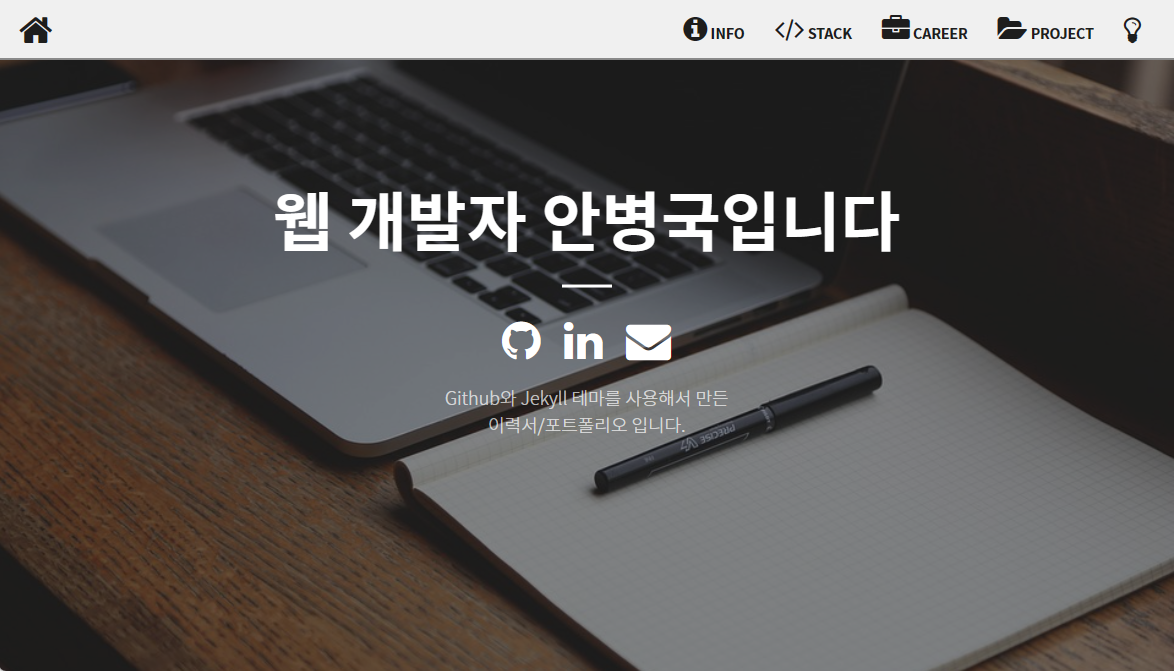 INFO
STACK
CAREER
PROJECT
웹 개발자 안병국입니다
Github와 Jekyll 테마를 사용해서 만든
이력서/포트폴리오 입니다.
PRECISE V7